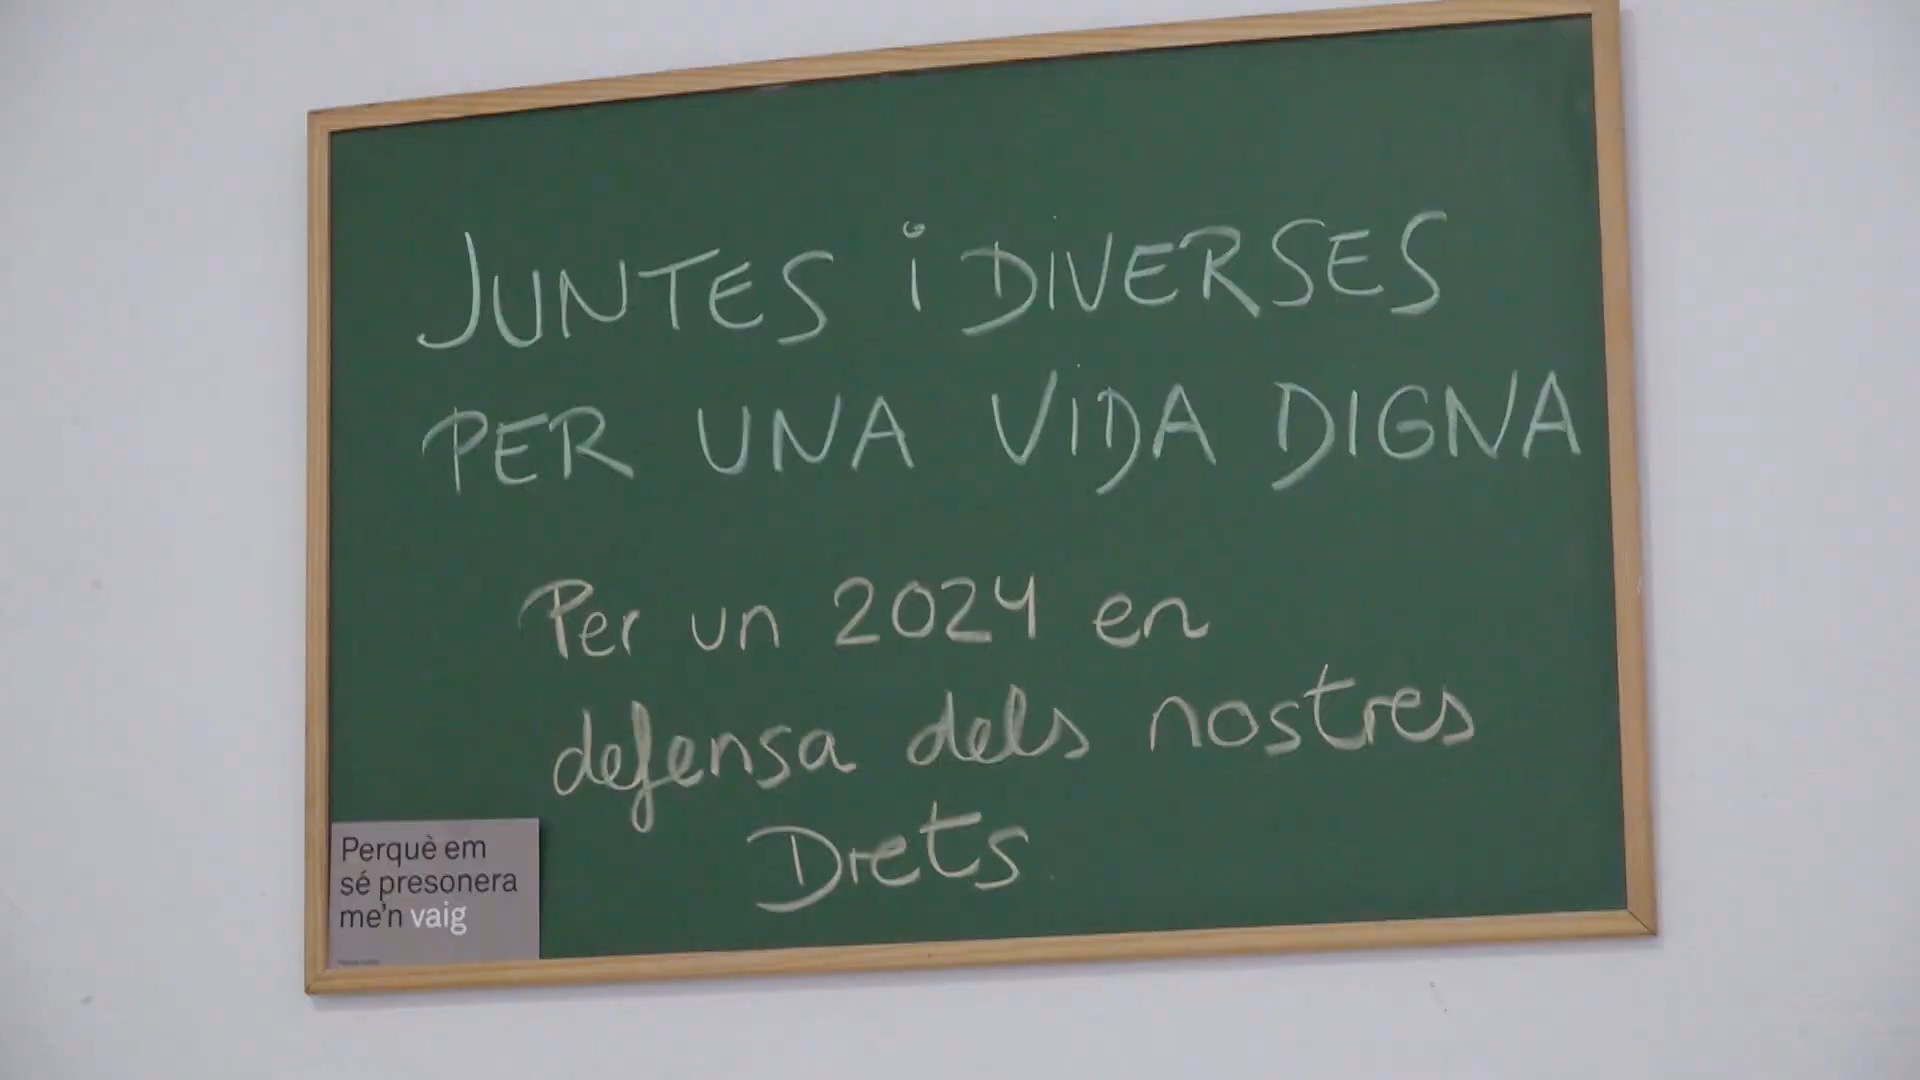 JUNTES i DIVERSES
PER UNA VIDA DIGNA
Per un 2024 en
defensa dels nostres
Drets
Perquè em
sé presonera
me'n vaig